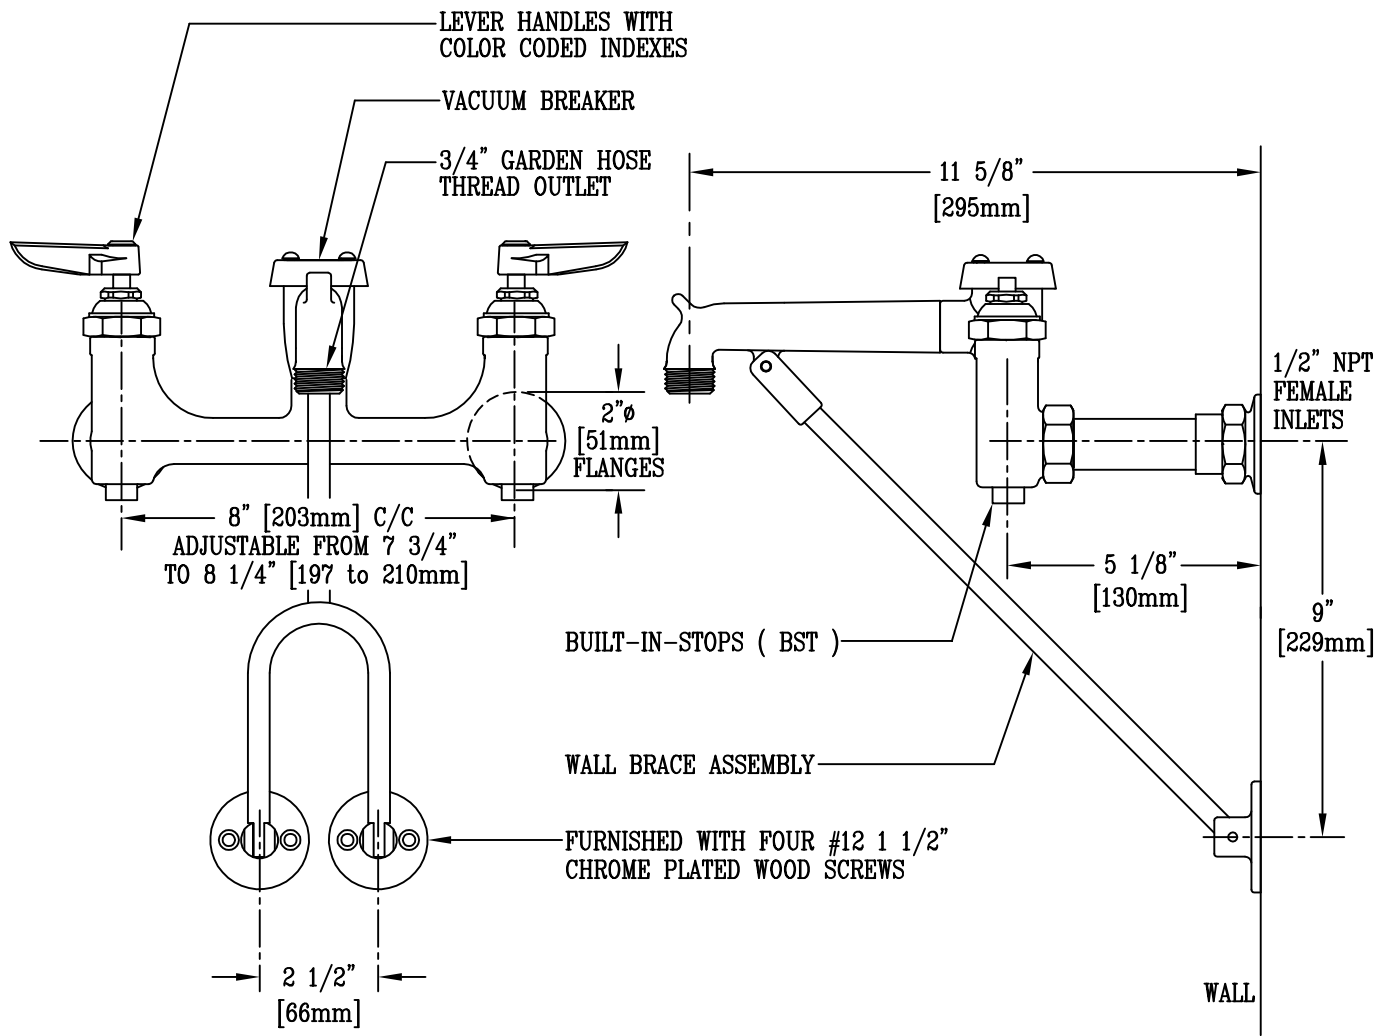 LEVER HANDLES WITH
COLOR CODED INDEXES
VACUUM BREAKER
3/4" GARDEN HOSE
THREAD OUTLET
11 5/8"
[295mm]
1/2" NPT
FEMALE
INLETS
2"ø
[51mm]
FLANGES
8" [203mm] C/C
ADJUSTABLE FROM 7 3/4"
TO 8 1/4" [197 to 210mm]
5 1/8"
[130mm]
9"
[229mm]
BUILT-IN-STOPS ( BST )
WALL BRACE ASSEMBLY
FURNISHED WITH FOUR #12 1 1/2"
CHROME PLATED WOOD SCREWS
2 1/2"
[66mm]
WALL